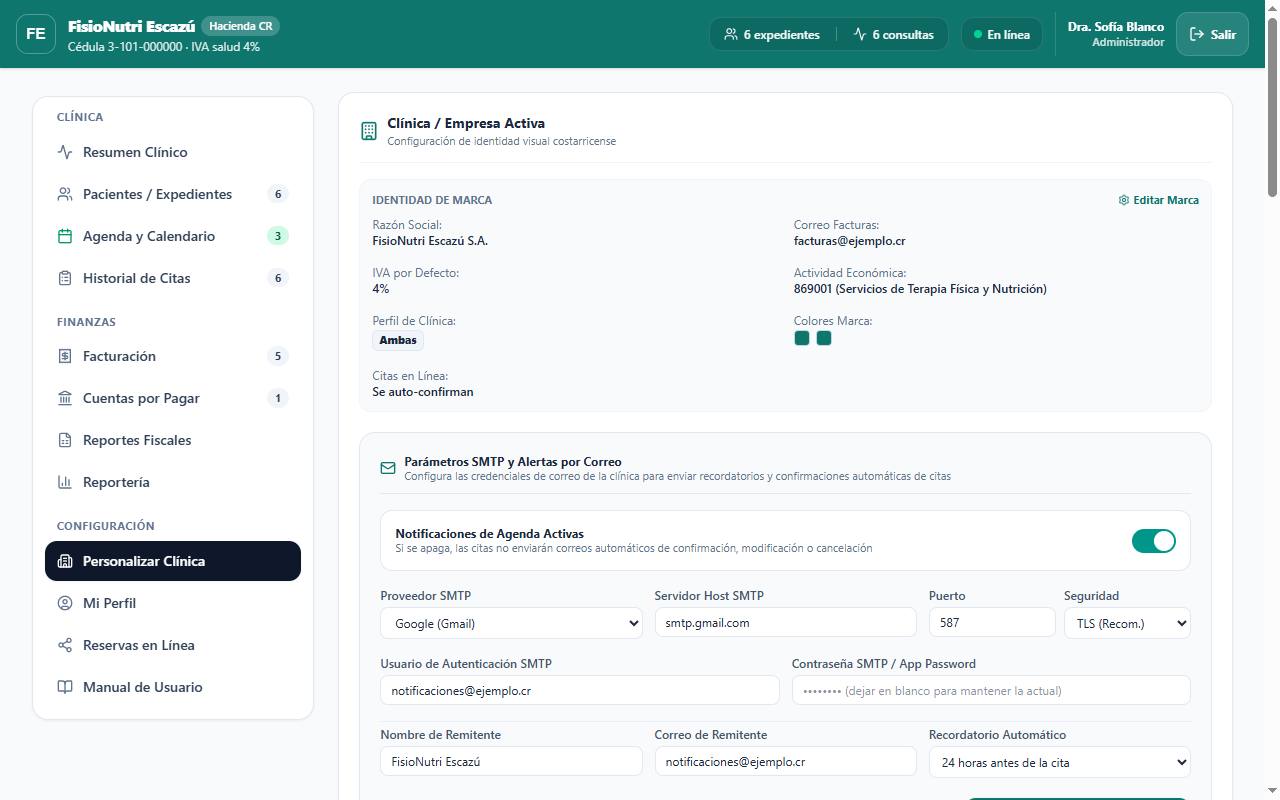 FE
FisioNutri Escazú
Hacienda CR
Cédula 3-101-000000 · IVA salud 4%
6 expedientes
6 consultas
En línea
Dra. Sofía Blanco
Administrador
Salir
CLÍNICA
Resumen Clínico
Pacientes / Expedientes 6
Agenda y Calendario 3
Historial de Citas 6
FINANZAS
Facturación 5
Cuentas por Pagar 1
Reportes Fiscales
Reportería
CONFIGURACIÓN
Personalizar Clínica
Mi Perfil
Reservas en Línea
Manual de Usuario
Clínica / Empresa Activa
Configuración de identidad visual costarricense
IDENTIDAD DE MARCA
Editar Marca
Razón Social:
FisioNutri Escazú S.A.
Correo Facturas:
facturas@ejemplo.cr
IVA por Defecto:
4%
Actividad Económica:
869001 (Servicios de Terapia Física y Nutrición)
Perfil de Clínica:
Ambas
Colores Marca:
Citas en Línea:
Se auto-confirman
Parámetros SMTP y Alertas por Correo
Configura las credenciales de correo de la clínica para enviar recordatorios y confirmaciones automáticas de citas
Notificaciones de Agenda Activas
Si se apaga, las citas no enviarán correos automáticos de confirmación, modificación o cancelación
Proveedor SMTP
Google (Gmail)
Servidor Host SMTP
smtp.gmail.com
Puerto
587
Seguridad
TLS (Recom.)
Usuario de Autenticación SMTP
notificaciones@ejemplo.cr
Contraseña SMTP / App Password
•••••••• (dejar en blanco para mantener la actual)
Nombre de Remitente
FisioNutri Escazú
Correo de Remitente
notificaciones@ejemplo.cr
Recordatorio Automático
24 horas antes de la cita